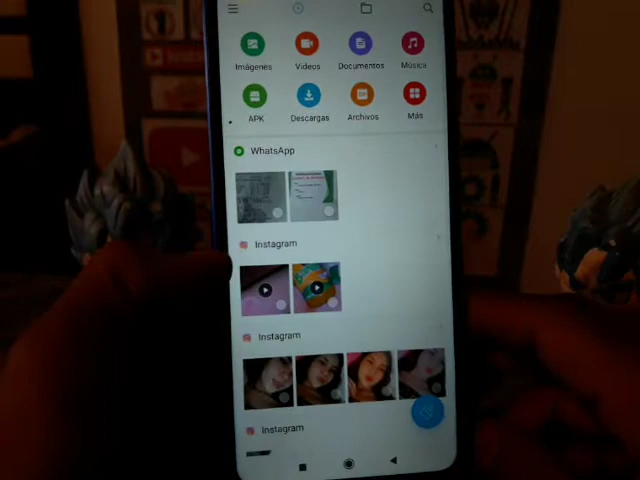 Imágenes Videos Documentos Música
APK Descargas Archivos Más
WhatsApp
Instagram
Instagram
Instagram